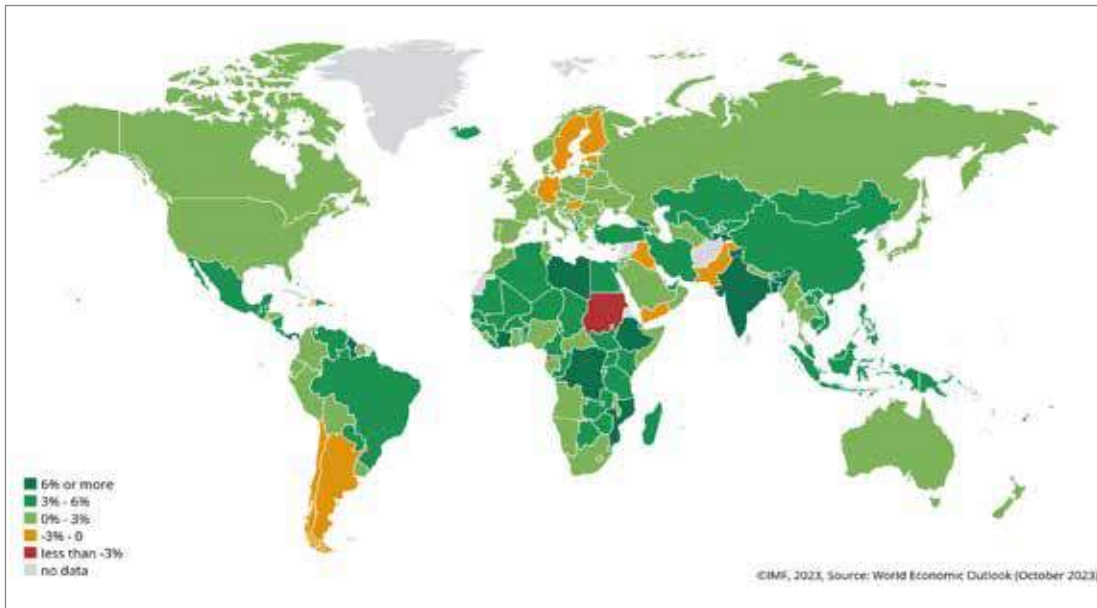 6% or more
3% - 6%
0% - 3%
-3% - 0
less than -3%
no data
©IMF, 2023, Source: World Economic Outlook (October 2023)